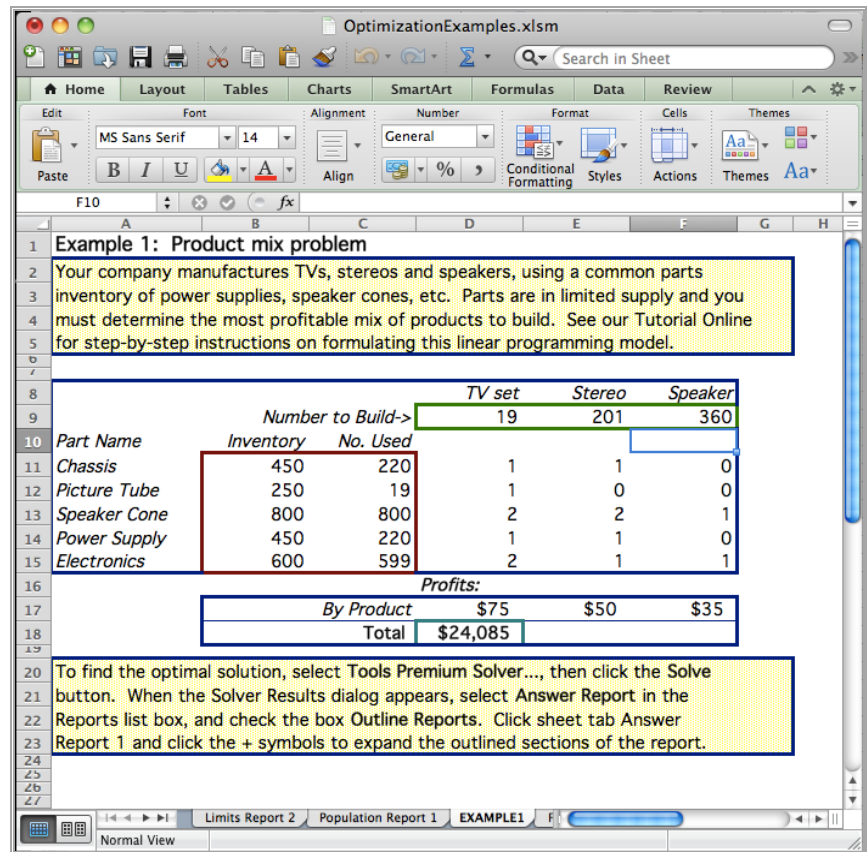 OptimizationExamples.xlsm
Search in Sheet
Home Layout Tables Charts SmartArt Formulas Data Review
Edit Font Alignment Number Format Cells Themes
MS Sans Serif 14 General
Paste B I U A Align % , Conditional Formatting Styles Actions Themes Aa
F10 fx
A B C D E F G H
1 Example 1: Product mix problem
2 Your company manufactures TVs, stereos and speakers, using a common parts
3 inventory of power supplies, speaker cones, etc. Parts are in limited supply and you
4 must determine the most profitable mix of products to build. See our Tutorial Online
5 for step-by-step instructions on formulating this linear programming model.
6
7
8 TV set Stereo Speaker
9 Number to Build-> 19 201 360
10 Part Name Inventory No. Used
11 Chassis 450 220 1 1 0
12 Picture Tube 250 19 1 0 0
13 Speaker Cone 800 800 2 2 1
14 Power Supply 450 220 1 1 0
15 Electronics 600 599 2 1 1
16 Profits:
17 By Product $75 $50 $35
18 Total $24,085
19
20 To find the optimal solution, select Tools Premium Solver..., then click the Solve
21 button. When the Solver Results dialog appears, select Answer Report in the
22 Reports list box, and check the box Outline Reports. Click sheet tab Answer
23 Report 1 and click the + symbols to expand the outlined sections of the report.
24
25
26
27
Limits Report 2 Population Report 1 EXAMPLE1
Normal View